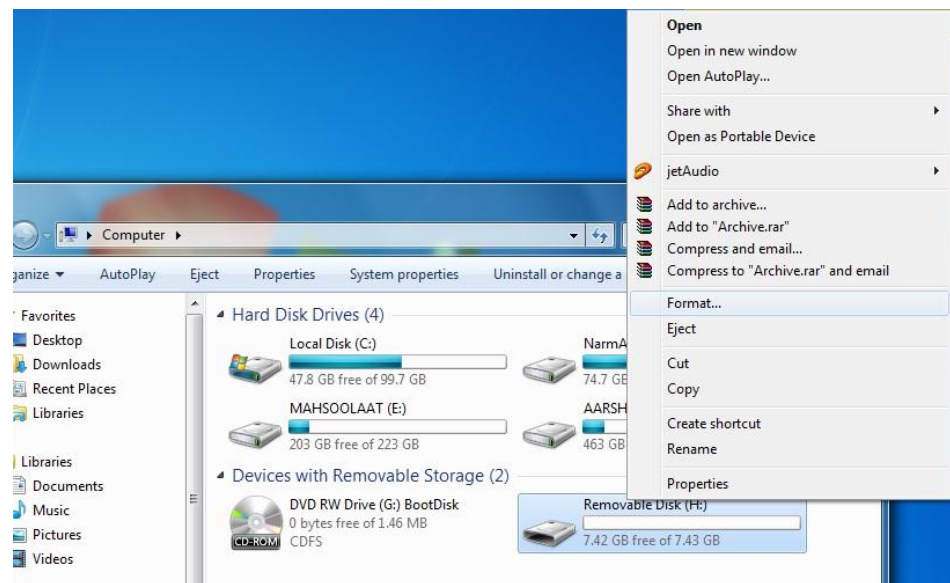 Open
Open in new window
Open AutoPlay...
Share with
Open as Portable Device
jetAudio
Add to archive...
Add to "Archive.rar"
Compress and email...
Compress to "Archive.rar" and email
Format...
Eject
Cut
Copy
Create shortcut
Rename
Properties
Computer
ganize AutoPlay Eject Properties System properties Uninstall or change a
Favorites
Desktop
Downloads
Recent Places
Libraries
Libraries
Documents
Music
Pictures
Videos
Hard Disk Drives (4)
Local Disk (C:)
47.8 GB free of 99.7 GB
NarmA
74.7 GB
MAHSOOLAAT (E:)
203 GB free of 223 GB
AARSH
463 GB
Devices with Removable Storage (2)
DVD RW Drive (G:) BootDisk
0 bytes free of 1.46 MB
CDFS
CD-ROM
Removable Disk (H:)
7.42 GB free of 7.43 GB